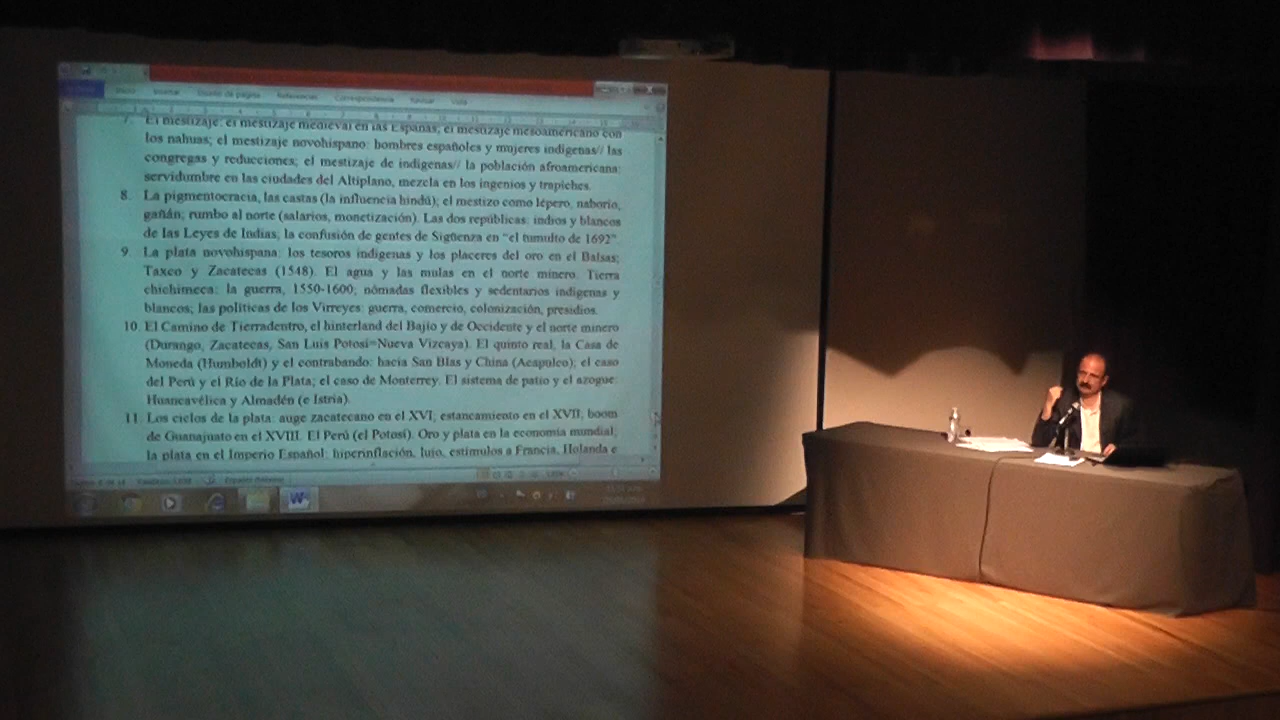 Inicio Insertar Diseño de página Referencias Correspondencia Revisar Vista
7. El mestizaje: el mestizaje medieval en las Españas; el mestizaje mesoamericano con
los nahuas; el mestizaje novohispano: hombres españoles y mujeres indígenas// las
congregas y reducciones; el mestizaje de indígenas// la población afroamericana:
servidumbre en las ciudades del Altiplano, mezcla en los ingenios y trapiches.
8. La pigmentocracia, las castas (la influencia hindú); el mestizo como lépero, naborío,
gañán; rumbo al norte (salarios, monetización). Las dos repúblicas: indios y blancos
de las Leyes de Indias; la confusión de gentes de Sigüenza en "el tumulto de 1692".
9. La plata novohispana: los tesoros indígenas y los placeres del oro en el Balsas;
Taxco y Zacatecas (1548). El agua y las mulas en el norte minero. Tierra
chichimeca: la guerra, 1550-1600; nómadas flexibles y sedentarios indígenas y
blancos; las políticas de los Virreyes: guerra, comercio, colonización, presidios.
10. El Camino de Tierradentro, el hinterland del Bajío y de Occidente y el norte minero
(Durango, Zacatecas, San Luis Potosí=Nueva Vizcaya). El quinto real, la Casa de
Moneda (Humboldt) y el contrabando: hacia San Blas y China (Acapulco); el caso
del Perú y el Río de la Plata; el caso de Monterrey. El sistema de patio y el azogue:
Huancavélica y Almadén (e Istria).
11. Los ciclos de la plata: auge zacatecano en el XVI; estancamiento en el XVII; boom
de Guanajuato en el XVIII. El Perú (el Potosí). Oro y plata en la economía mundial;
la plata en el Imperio Español: hiperinflación, lujo, estímulos a Francia, Holanda e